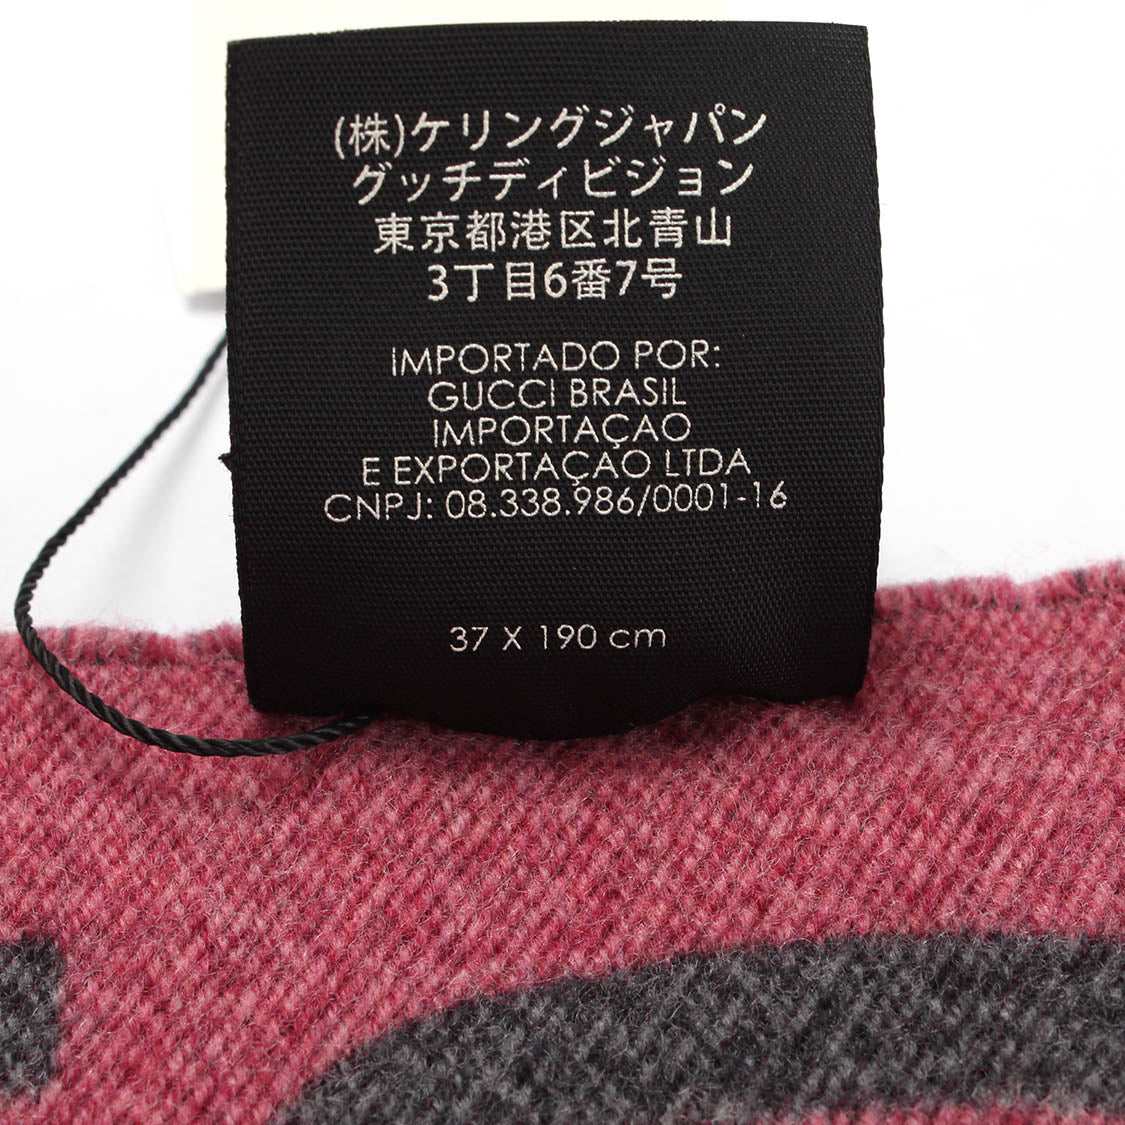 (株)ケリングジャパン
グッチディビジョン
東京都港区北青山
3丁目6番7号
IMPORTADO POR:
GUCCI BRASIL
IMPORTAÇAO
E EXPORTAÇAO LTDA
CNPJ: 08.338.986/0001-16
37 X 190 cm